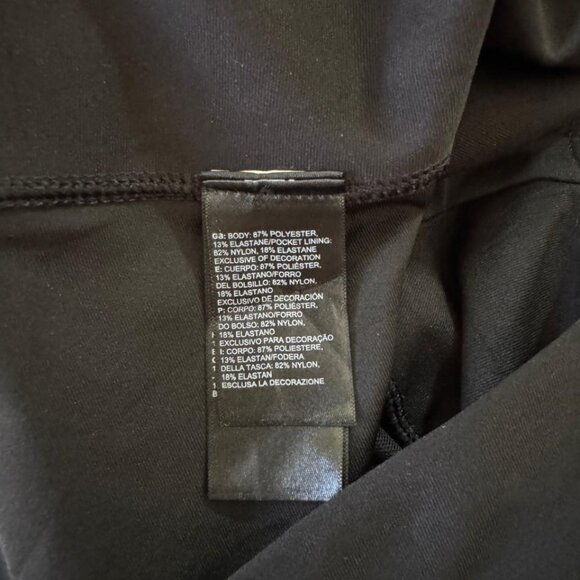 GB: BODY: 87% POLYESTER,
13% ELASTANE/POCKET LINING:
82% NYLON, 18% ELASTANE
EXCLUSIVE OF DECORATION
E: CUERPO: 87% POLIÉSTER,
13% ELASTANO/FORRO
DEL BOLSILLO: 82% NYLON,
18% ELASTANO
EXCLUSIVO DE DECORACIÓN
P: CORPO: 87% POLIÉSTER,
13% ELASTANO/FORRO
DO BOLSO: 82% NYLON,
18% ELASTANO
EXCLUSIVO PARA DECORAÇÃO
I: CORPO: 87% POLIESTERE,
13% ELASTAN/FODERA
DELLA TASCA: 82% NYLON,
18% ELASTAN
ESCLUSA LA DECORAZIONE